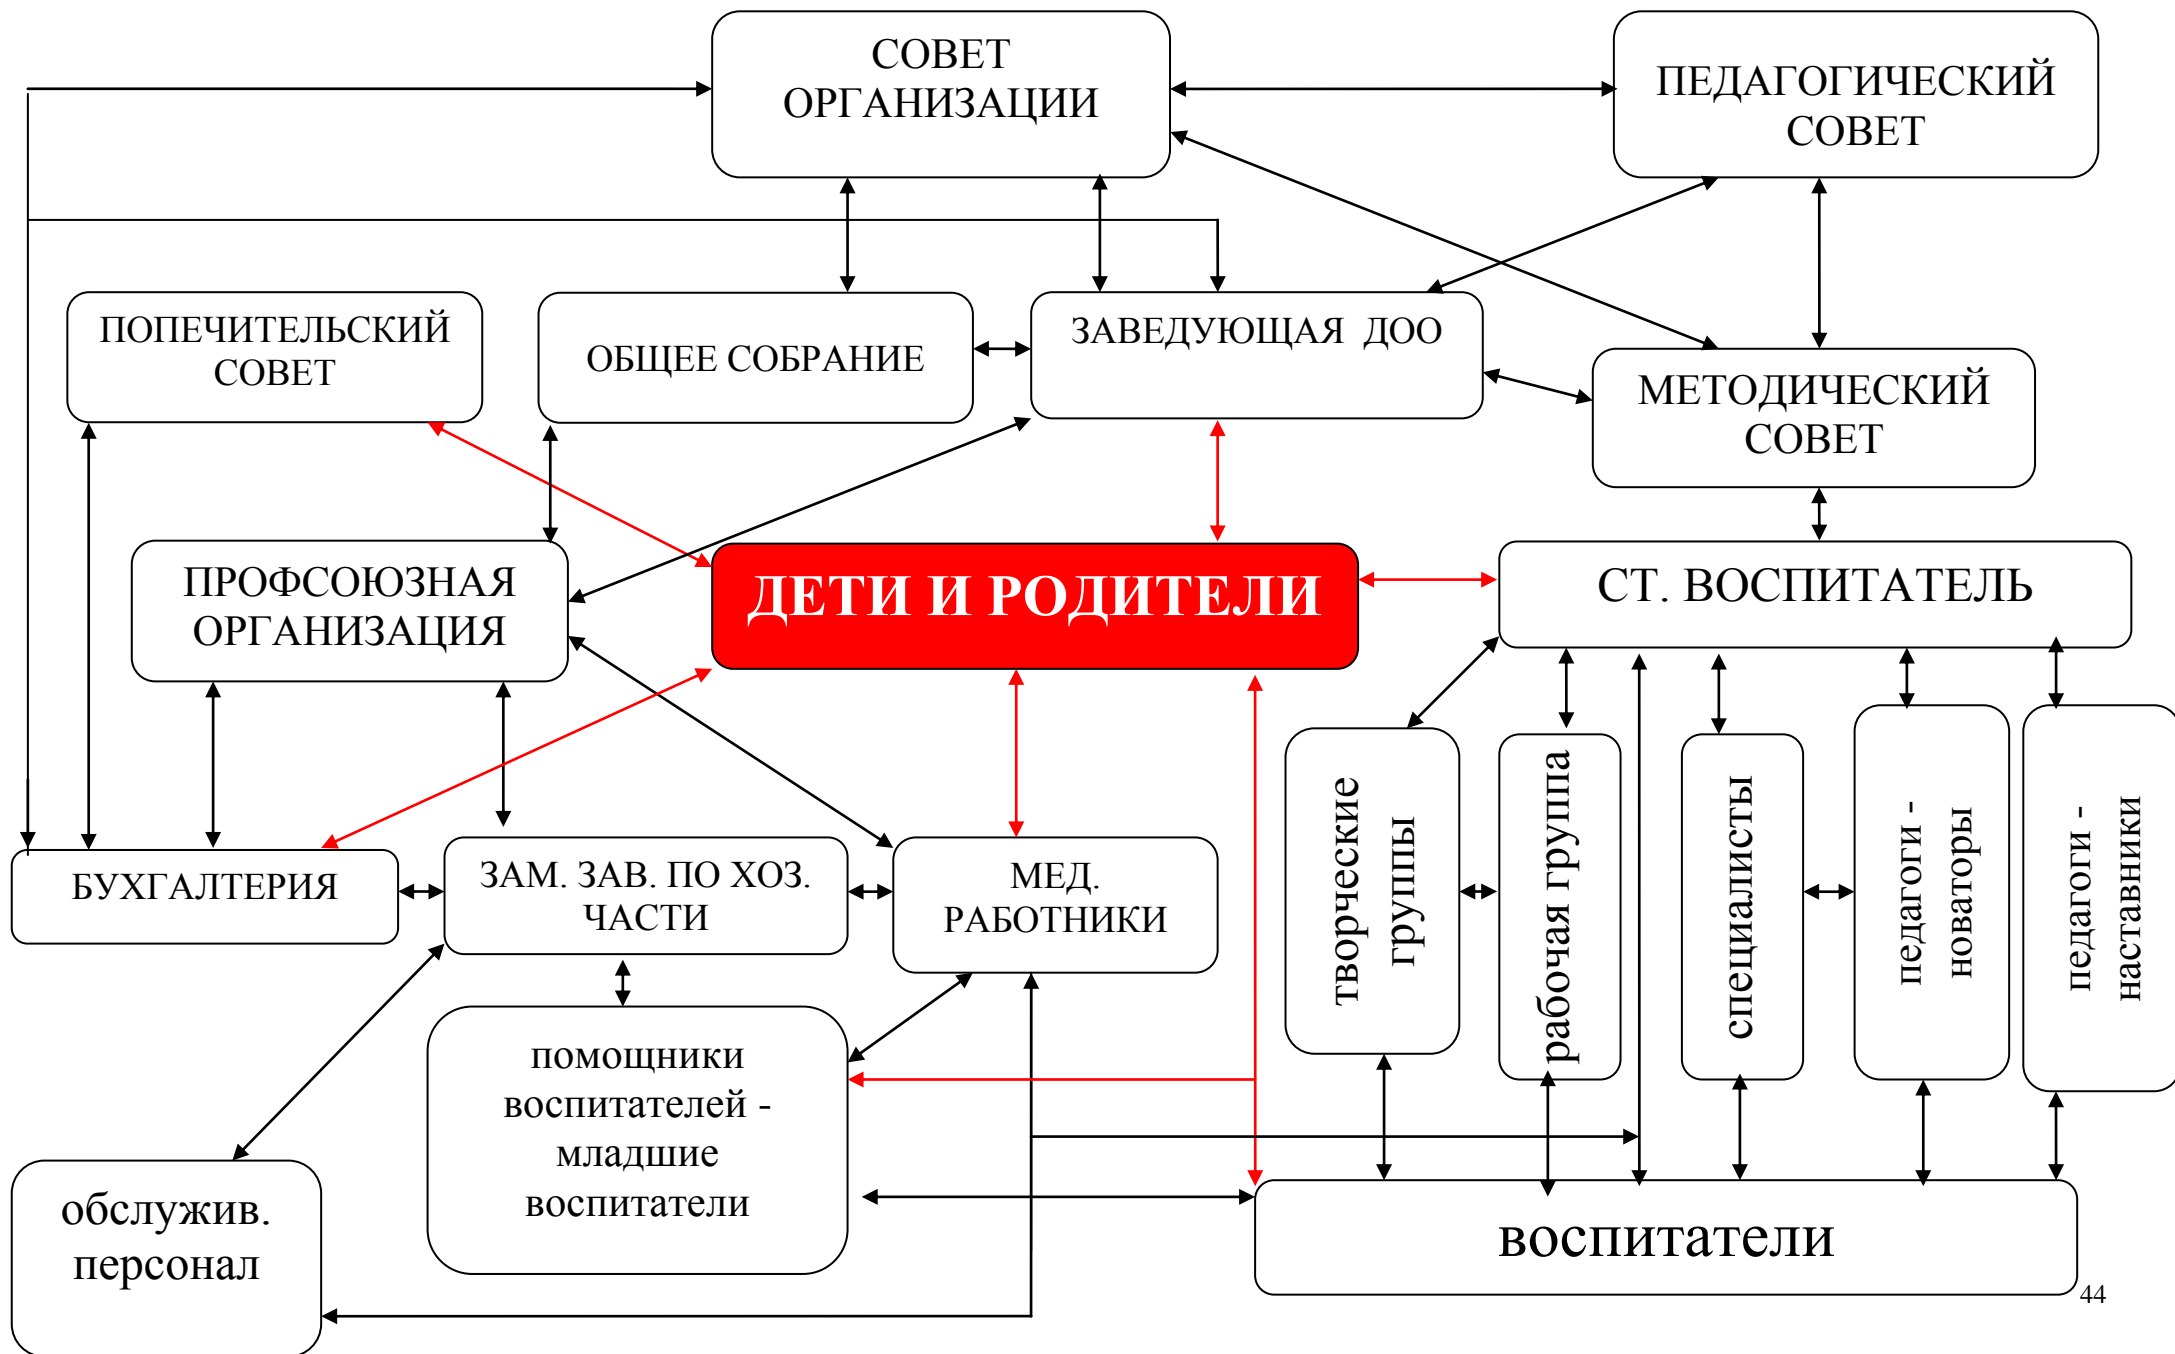 СОВЕТ
ОРГАНИЗАЦИИ
ПЕДАГОГИЧЕСКИЙ
СОВЕТ
ПОПЕЧИТЕЛЬСКИЙ
СОВЕТ
ОБЩЕЕ СОБРАНИЕ
ЗАВЕДУЮЩАЯ ДОО
МЕТОДИЧЕСКИЙ
СОВЕТ
ПРОФСОЮЗНАЯ
ОРГАНИЗАЦИЯ
ДЕТИ И РОДИТЕЛИ
СТ. ВОСПИТАТЕЛЬ
БУХГАЛТЕРИЯ
ЗАМ. ЗАВ. ПО ХОЗ.
ЧАСТИ
МЕД.
РАБОТНИКИ
творческие
группы
рабочая группа
специалисты
педагоги -
новаторы
педагоги -
наставники
помощники
воспитателей -
младшие
воспитатели
обслужив.
персонал
воспитатели
44